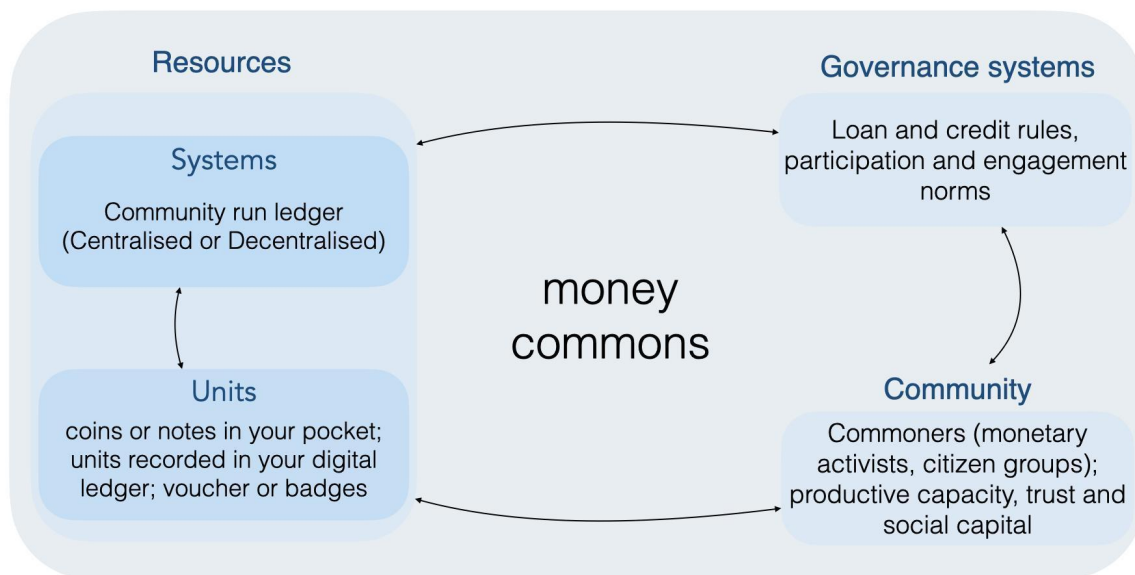 Resources
Systems
Community run ledger
(Centralised or Decentralised)
Units
coins or notes in your pocket;
units recorded in your digital
ledger; voucher or badges
money
commons
Governance systems
Loan and credit rules,
participation and engagement
norms
Community
Commoners (monetary
activists, citizen groups);
productive capacity, trust and
social capital